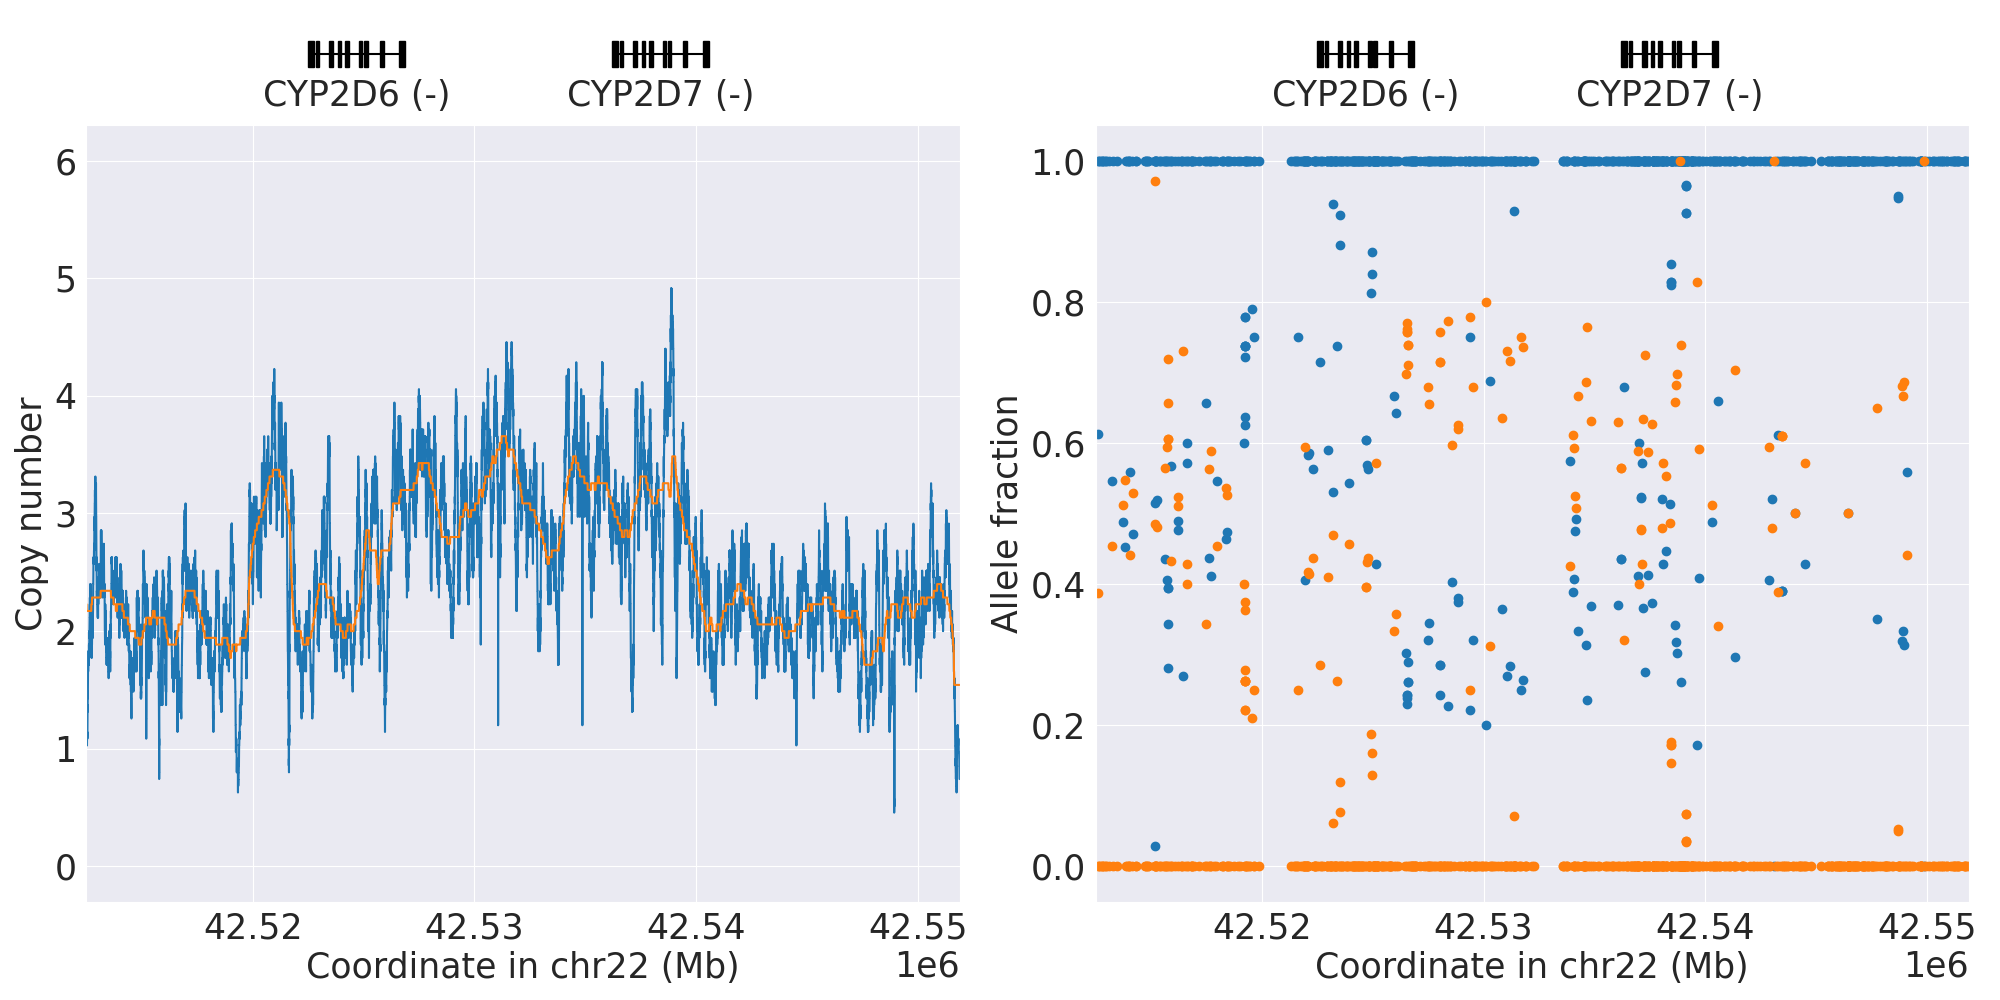 CYP2D6 (-) CYP2D7 (-)
6
5
4
3
2
1
0
Copy number
42.52 42.53 42.54 42.55
Coordinate in chr22 (Mb) 1e6
CYP2D6 (-) CYP2D7 (-)
1.0
0.8
0.6
0.4
0.2
0.0
Allele fraction
42.52 42.53 42.54 42.55
Coordinate in chr22 (Mb) 1e6